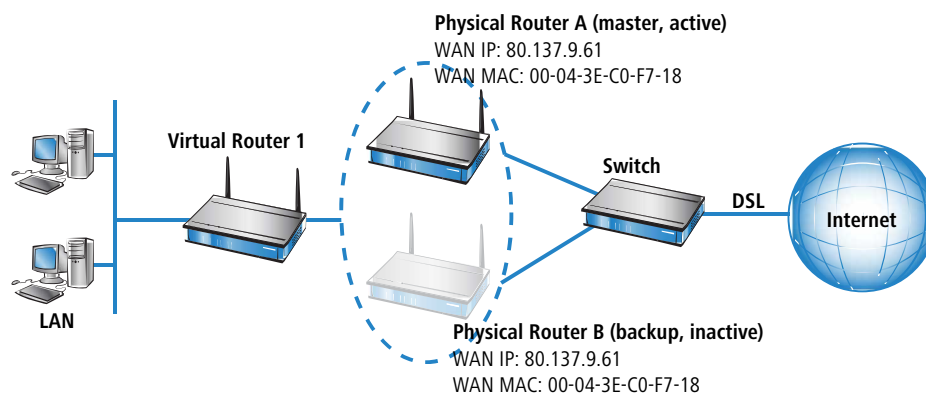 Physical Router A (master, active)
WAN IP: 80.137.9.61
WAN MAC: 00-04-3E-C0-F7-18
Virtual Router 1
Switch
DSL
Internet
LAN
Physical Router B (backup, inactive)
WAN IP: 80.137.9.61
WAN MAC: 00-04-3E-C0-F7-18